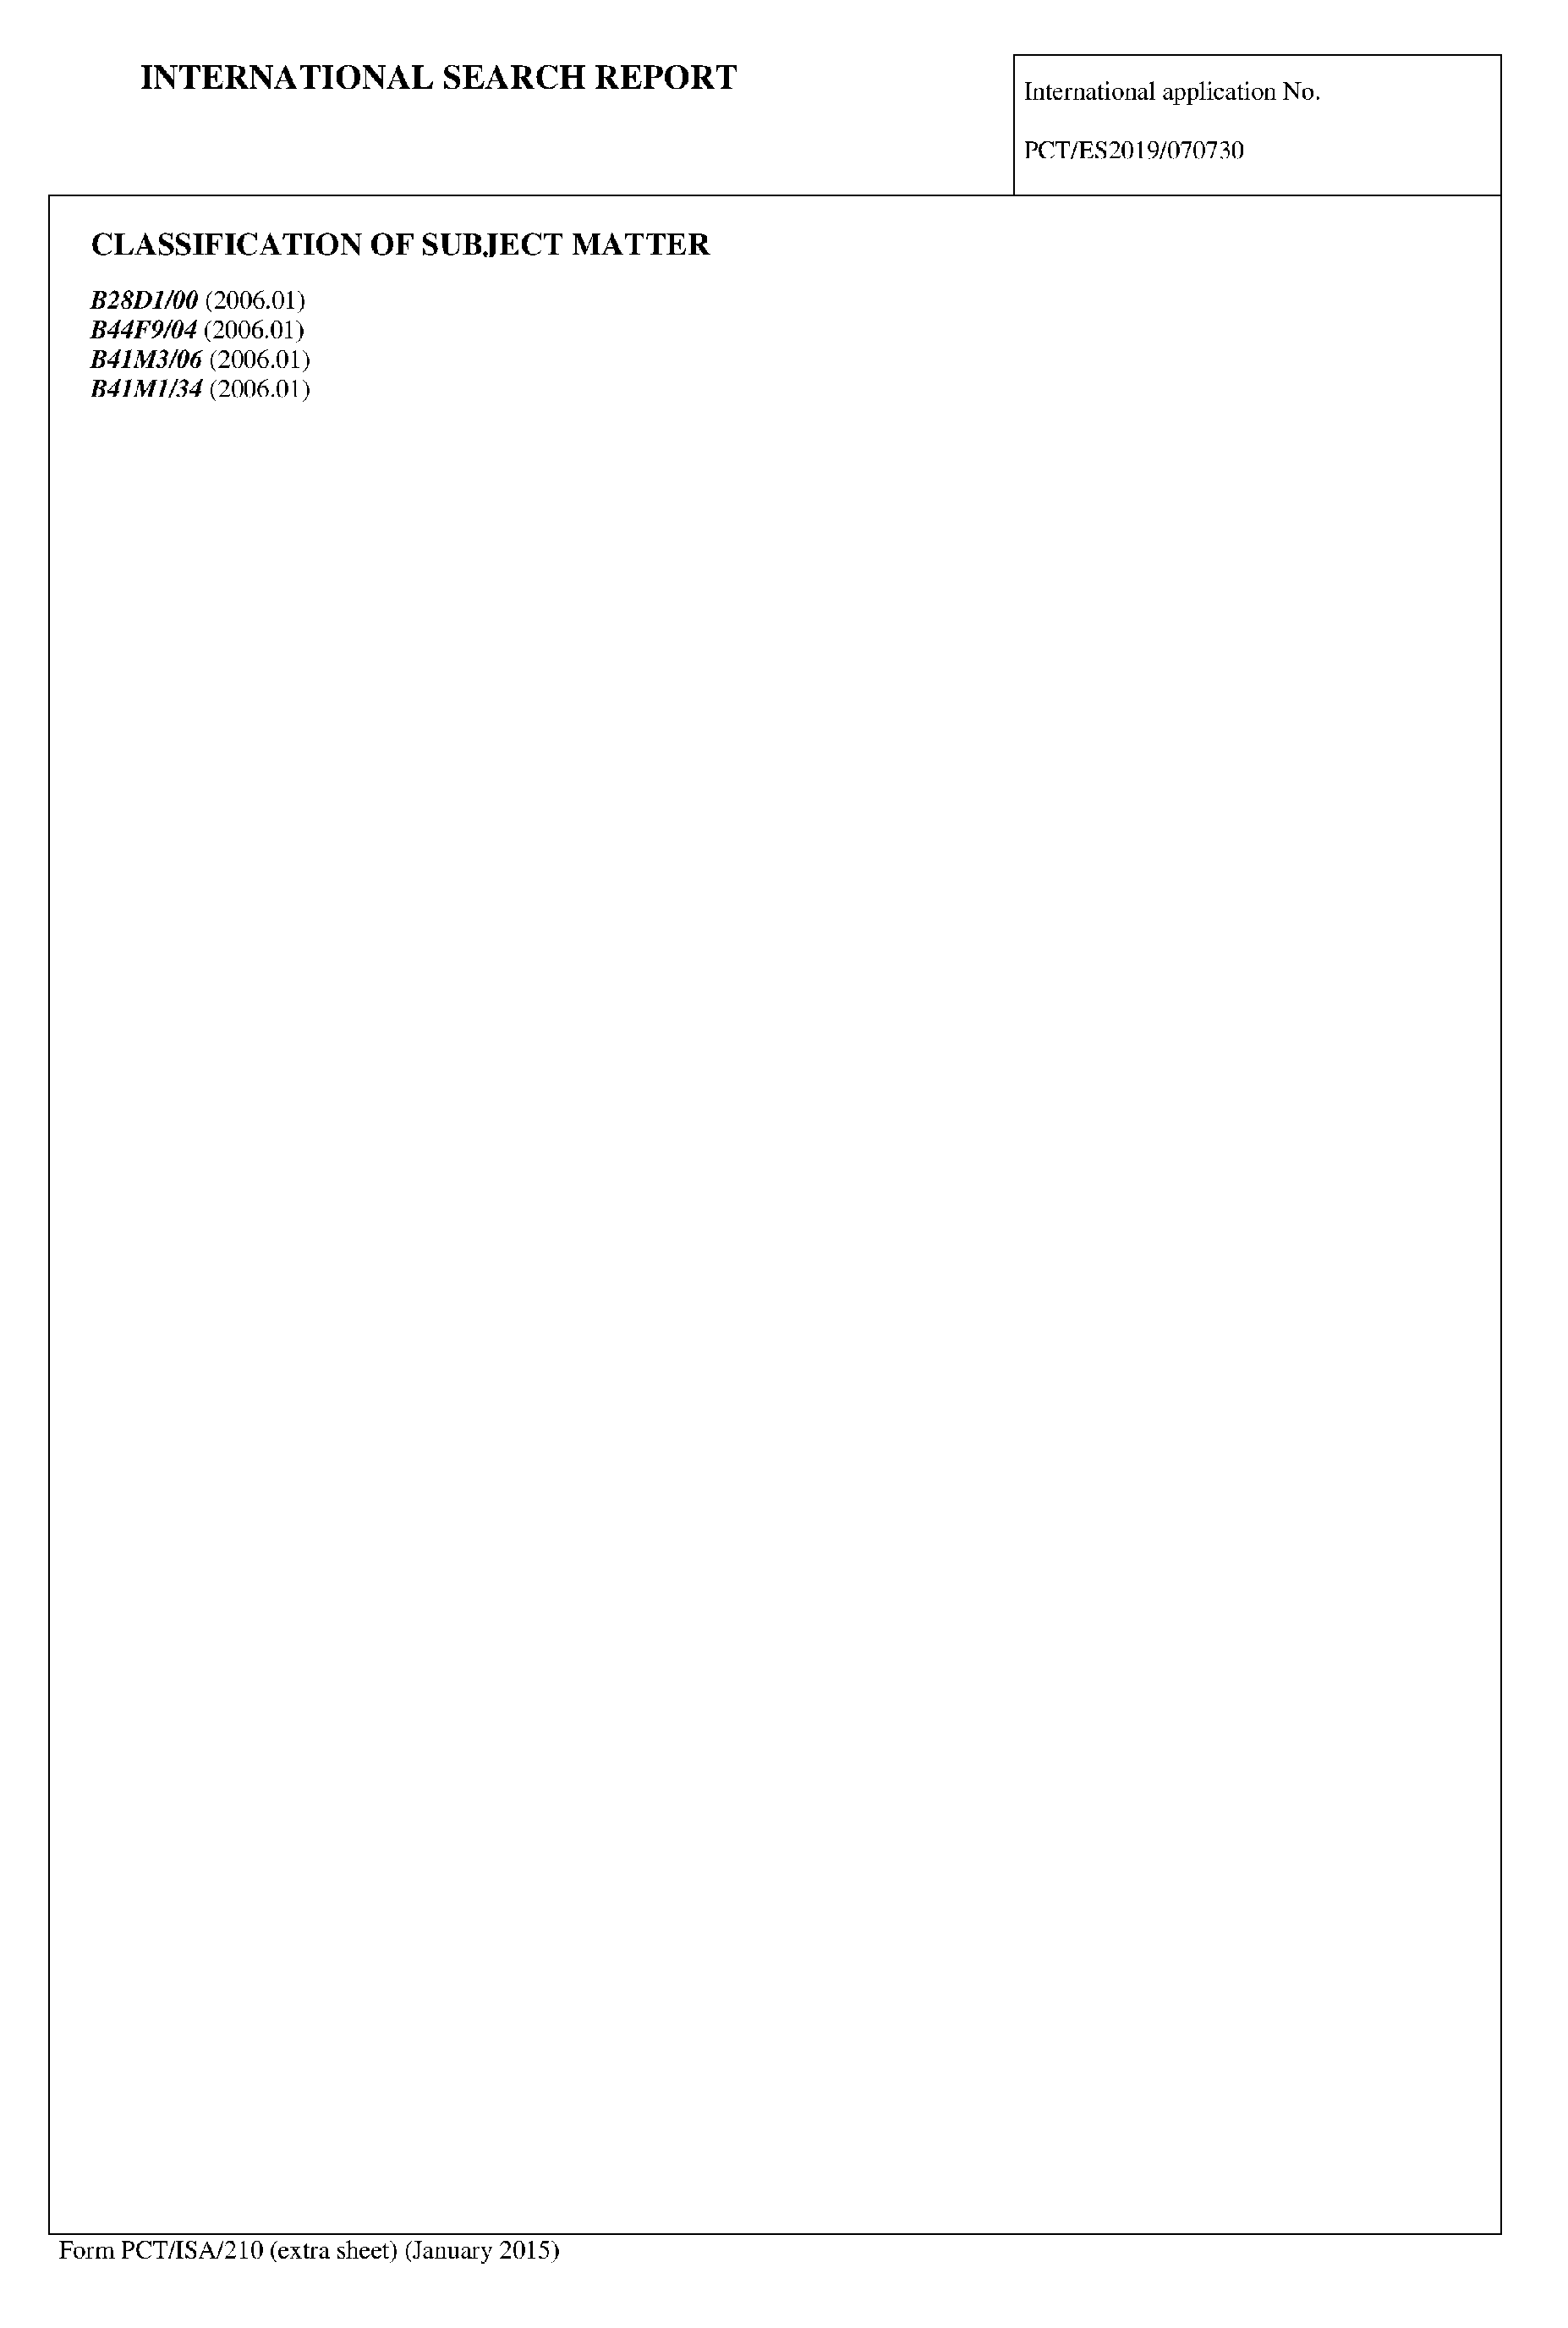 INTERNATIONAL SEARCH REPORT
International application No.
PCT/ES2019/070730
CLASSIFICATION OF SUBJECT MATTER
B28D1/00 (2006.01)
B44F9/04 (2006.01)
B41M3/06 (2006.01)
B41M1/34 (2006.01)
Form PCT/ISA/210 (extra sheet) (January 2015)